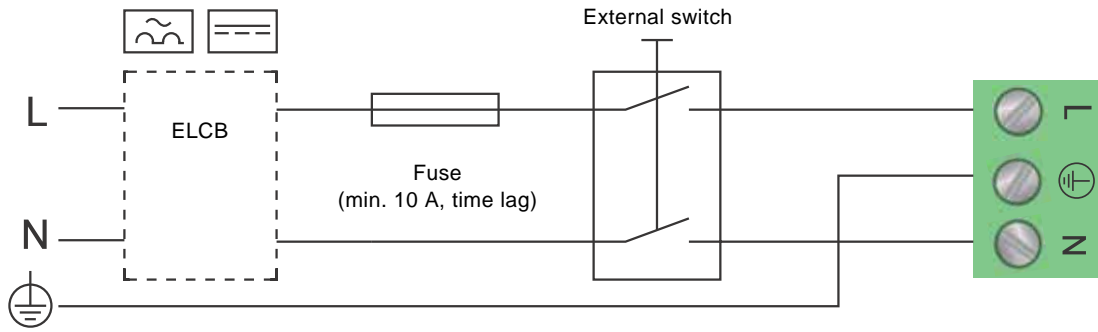 External switch
L
ELCB
Fuse
(min. 10 A, time lag)
N
L
N